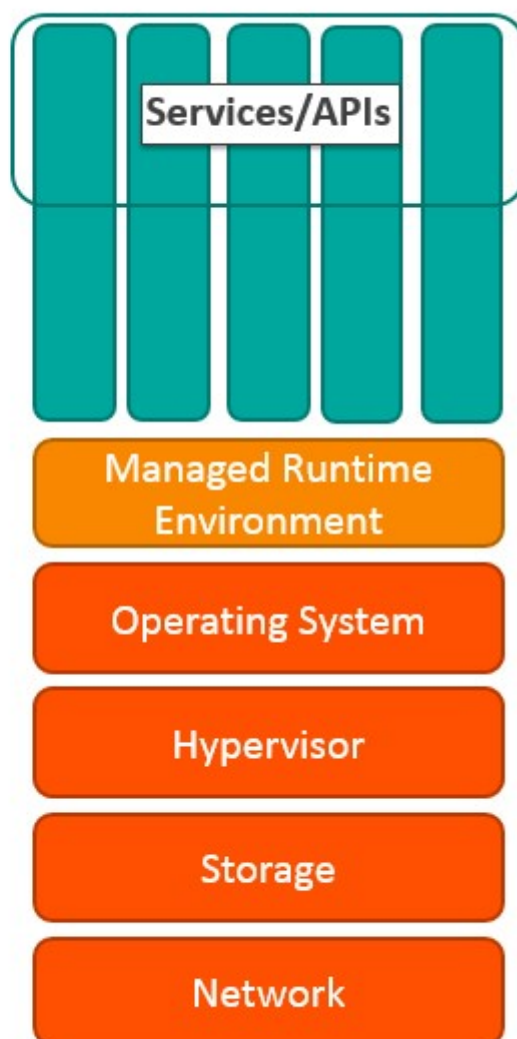 Services/APIs
Managed Runtime
Environment
Operating System
Hypervisor
Storage
Network